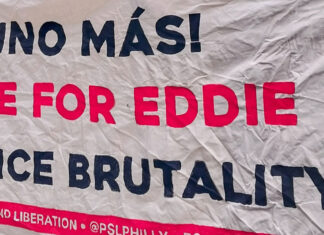 UNO MÁS!
E FOR EDDIE
ICE BRUTALITY
ND LIBERATION • @PSLPHILLY